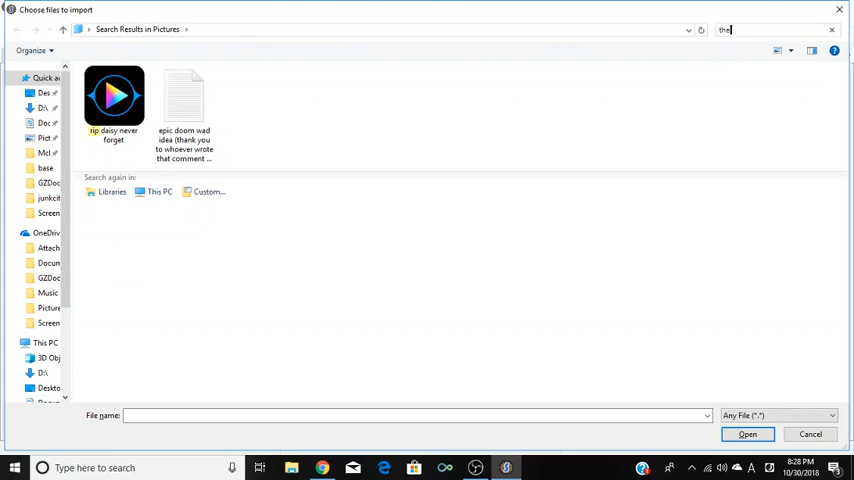 Choose files to import
Search Results in Pictures
the
Organize
Quick ac
Des
D:\
Doc
Pict
McI
base
GZDoc
junkcit
Screen
OneDriv
Attach
Docum
GZDoc
Music
Picture
Screen
This PC
3D Obj
D:\
Deskto
rip daisy never
forget
epic doom wad
idea (thank you
to whoever wrote
that comment ...
Search again in:
Libraries
This PC
Custom...
File name:
Any File (*.*)
Open
Cancel
Type here to search
8:28 PM
10/30/2018
3